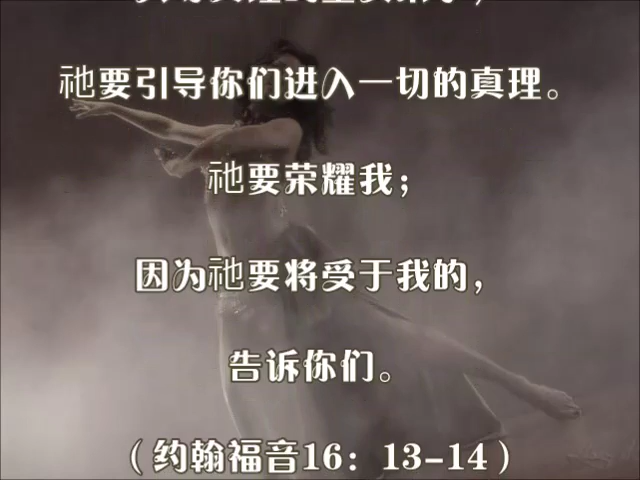 祂要引导你们进入一切的真理。
祂要荣耀我；
因为祂要将受于我的，
告诉你们。
（约翰福音16：13-14）